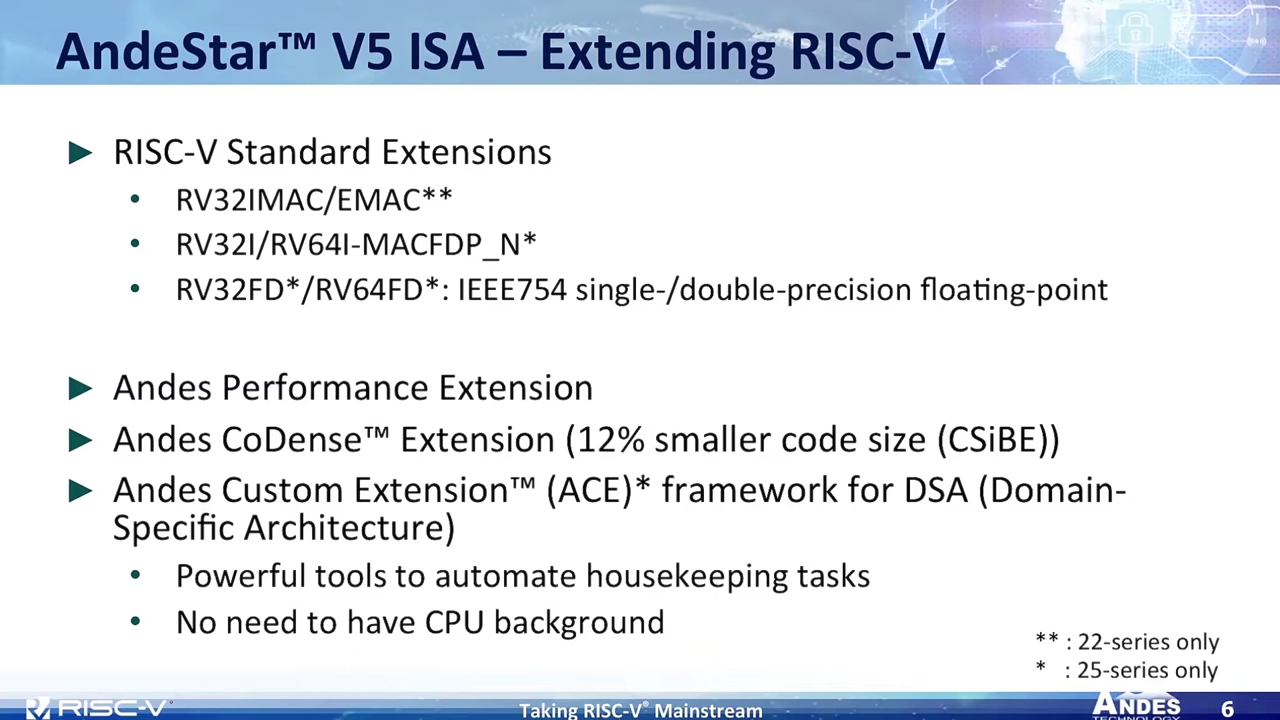 AndeStar™ V5 ISA – Extending RISC-V
► RISC-V Standard Extensions
• RV32IMAC/EMAC**
• RV32I/RV64I-MACFDP_N*
• RV32FD*/RV64FD*: IEEE754 single-/double-precision floating-point
► Andes Performance Extension
► Andes CoDense™ Extension (12% smaller code size (CSiBE))
► Andes Custom Extension™ (ACE)* framework for DSA (Domain-
Specific Architecture)
• Powerful tools to automate housekeeping tasks
• No need to have CPU background
** : 22-series only
* : 25-series only
RISC-V®
Taking RISC-V® Mainstream
ANDES
TECHNOLOGY
6